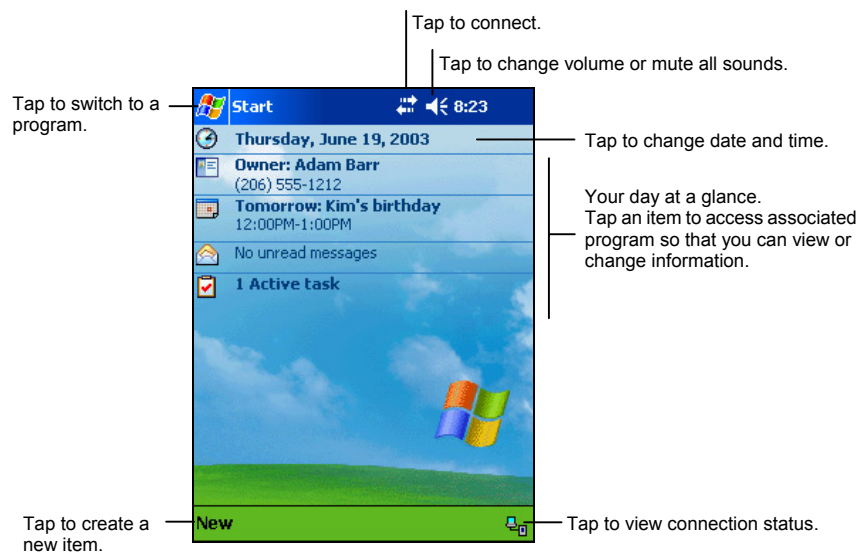 Tap to connect.
Tap to change volume or mute all sounds.
Tap to switch to a
program.
Start
8:23
Thursday, June 19, 2003
Tap to change date and time.
Owner: Adam Barr
(206) 555-1212
Tomorrow: Kim's birthday
12:00PM-1:00PM
No unread messages
1 Active task
Your day at a glance.
Tap an item to access associated
program so that you can view or
change information.
Tap to create a
new item.
New
Tap to view connection status.